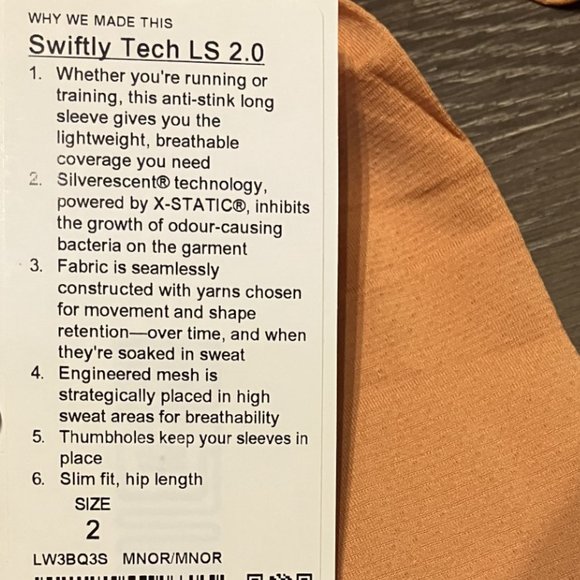 WHY WE MADE THIS
Swiftly Tech LS 2.0
1. Whether you're running or
training, this anti-stink long
sleeve gives you the
lightweight, breathable
coverage you need
2. Silverescent® technology,
powered by X-STATIC®, inhibits
the growth of odour-causing
bacteria on the garment
3. Fabric is seamlessly
constructed with yarns chosen
for movement and shape
retention—over time, and when
they're soaked in sweat
4. Engineered mesh is
strategically placed in high
sweat areas for breathability
5. Thumbholes keep your sleeves in
place
6. Slim fit, hip length
SIZE
2
LW3BQ3S MNOR/MNOR